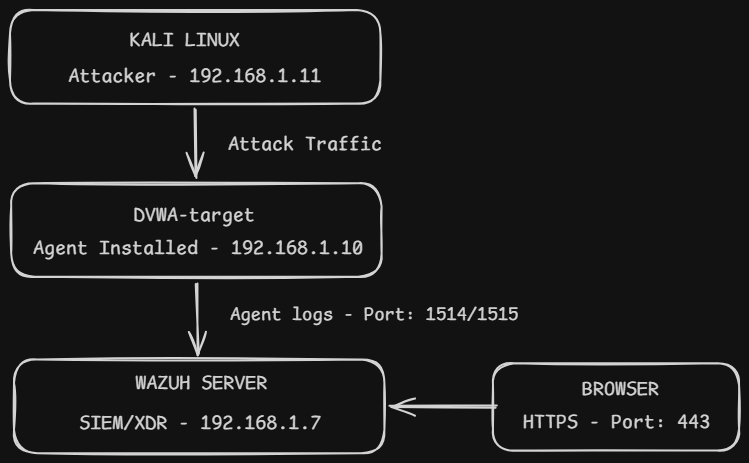 KALI LINUX
Attacker - 192.168.1.11
Attack Traffic
DVWA-target
Agent Installed - 192.168.1.10
Agent logs - Port: 1514/1515
WAZUH SERVER
SIEM/XDR - 192.168.1.7
BROWSER
HTTPS - Port: 443